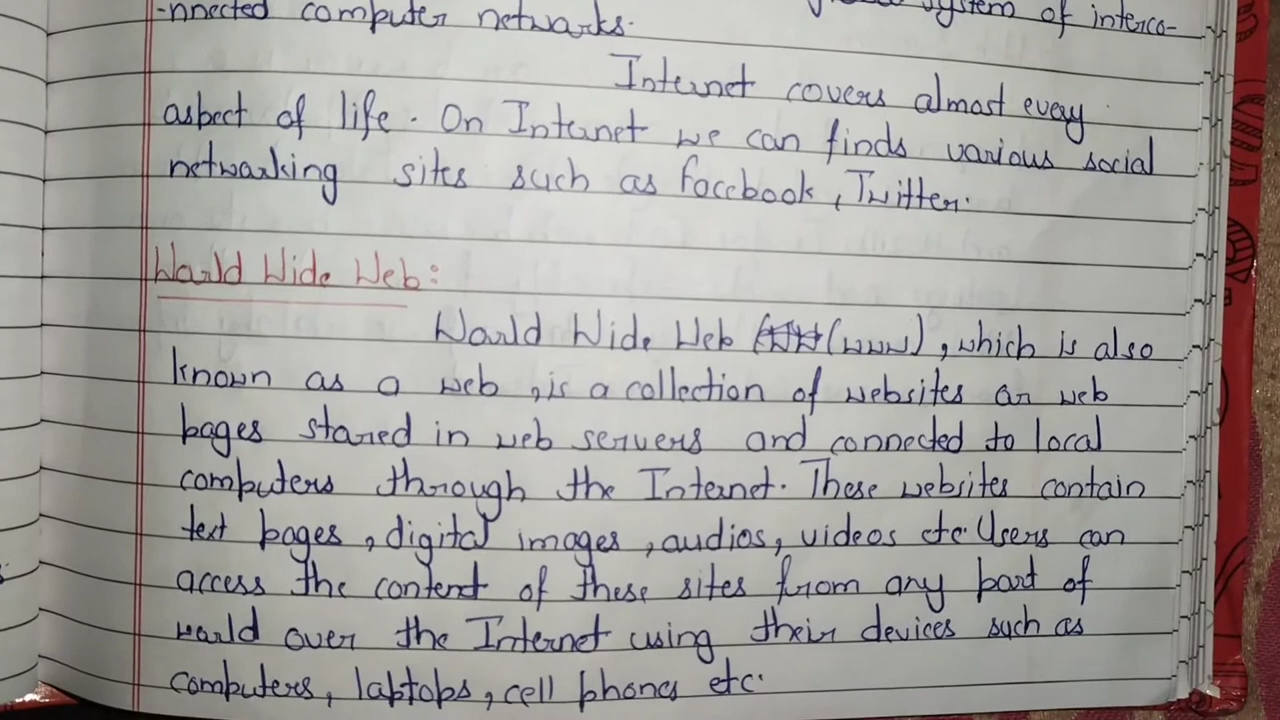 system of interco-
-nnected computer networks.
Internet covers almost every
aspect of life. On Internet we can finds various social
networking sites such as facebook, Twitter.
World Wide Web:
World Wide Web (www), which is also
known as a web, is a collection of websites or web
pages stored in web servers and connected to local
computers through the Internet. These websites contain
text pages, digital images, audios, videos etc. Users can
access the content of these sites from any part of
world over the Internet using their devices such as
computers, laptops, cell phones etc.